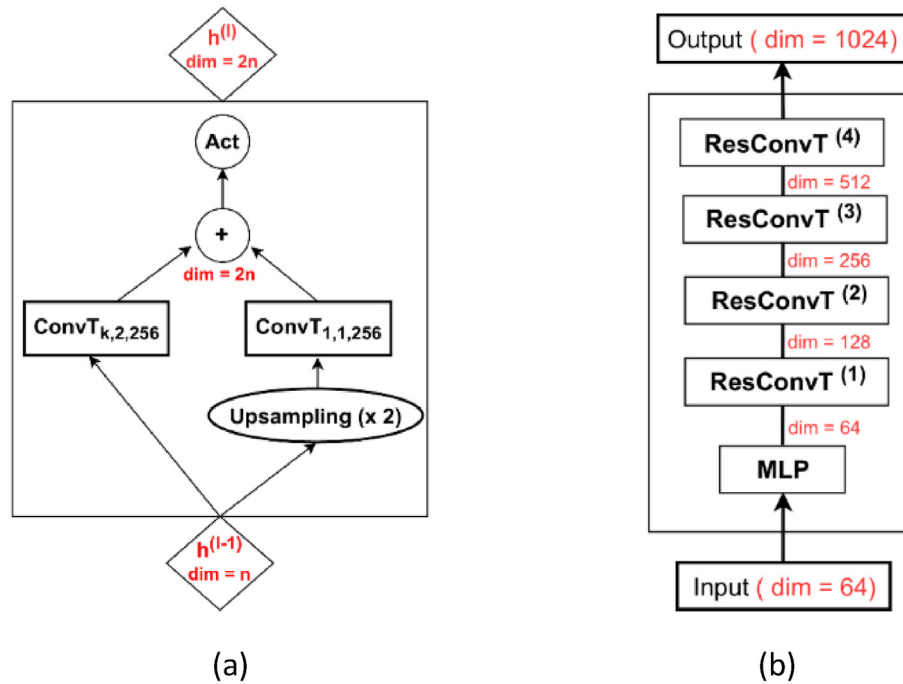 h(l)
dim = 2n
Act
+
dim = 2n
ConvTk,2,256
ConvT1,1,256
Upsampling (x 2)
h(l-1)
dim = n
(a)
Output ( dim = 1024)
ResConvT (4)
dim = 512
ResConvT (3)
dim = 256
ResConvT (2)
dim = 128
ResConvT (1)
dim = 64
MLP
Input ( dim = 64)
(b)